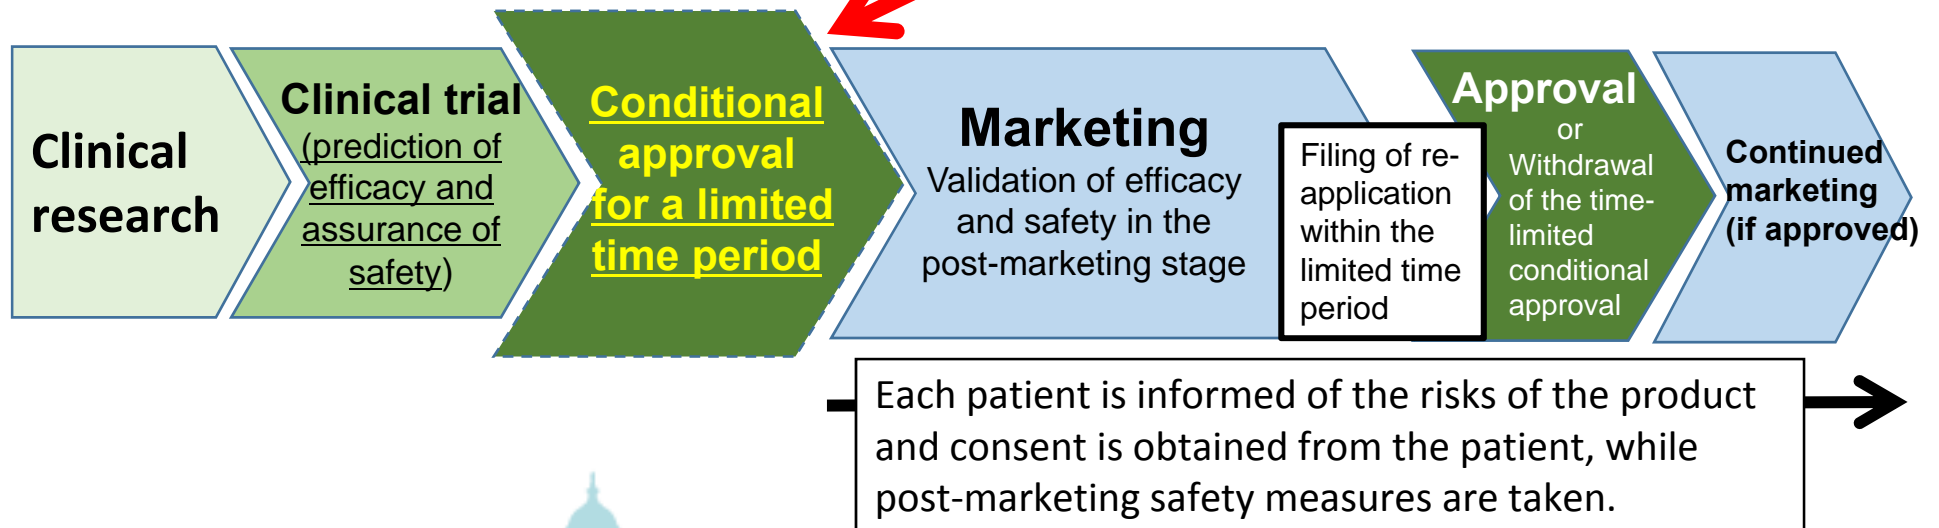 Clinical
research
Clinical trial
(prediction of
efficacy and
assurance of
safety)
Conditional
approval
for a limited
time period
Marketing
Validation of efficacy
and safety in the
post-marketing stage
Filing of re-
application
within the
limited time
period
Approval
or
Withdrawal
of the time-
limited
conditional
approval
Continued
marketing
(if approved)
Each patient is informed of the risks of the product
and consent is obtained from the patient, while
post-marketing safety measures are taken.